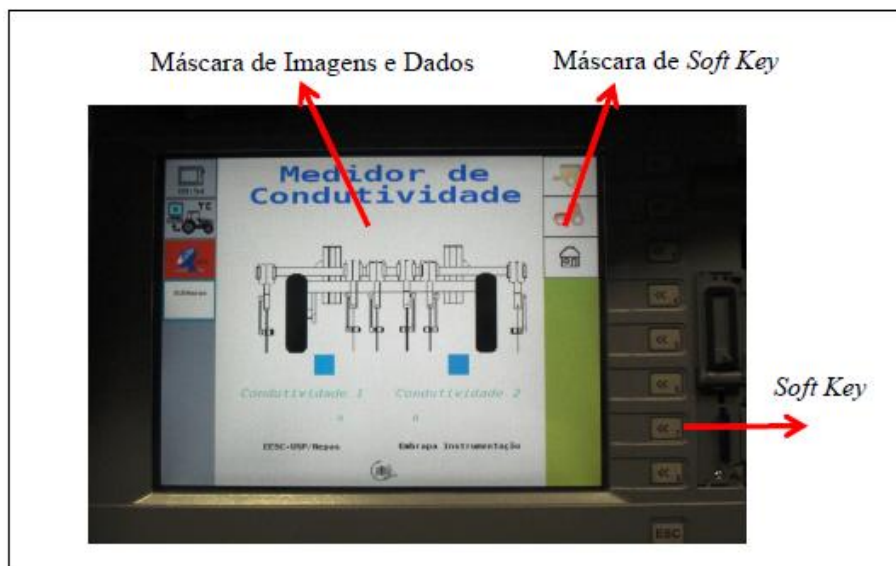 Máscara de Imagens e Dados
Máscara de Soft Key
Medidor de
Condutividade
TC
Condutividade 1
Condutividade 2
EESC-USP/Nepas
Embrapa Instrumentação
Soft Key
ESC